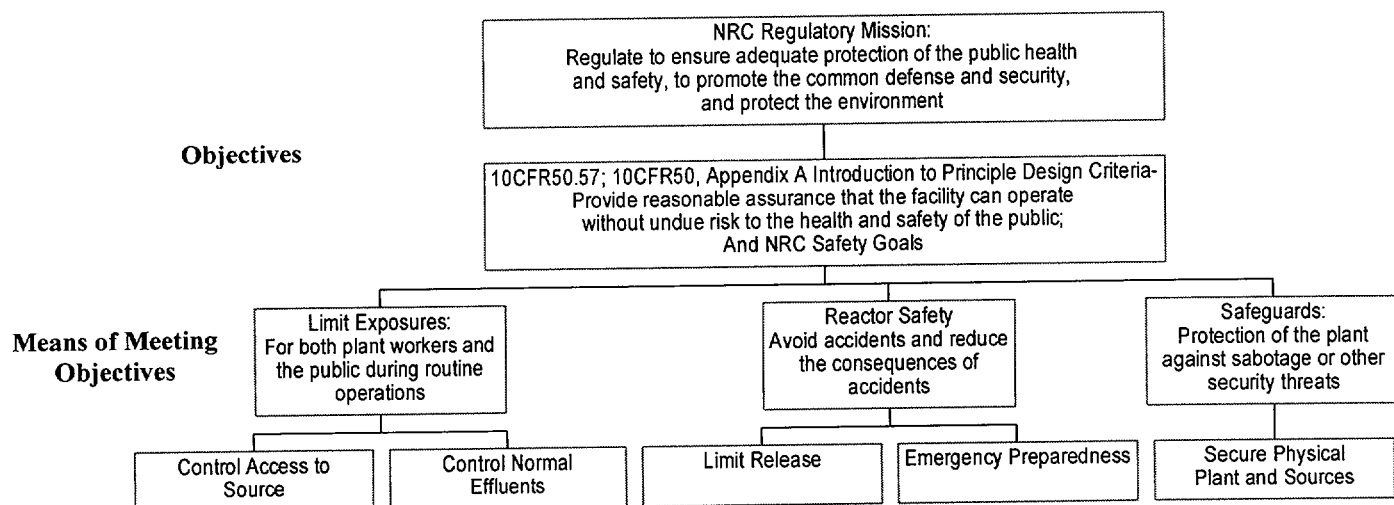 NRC Regulatory Mission:
Regulate to ensure adequate protection of the public health
and safety, to promote the common defense and security,
and protect the environment
Objectives
10CFR50.57; 10CFR50, Appendix A Introduction to Principle Design Criteria-
Provide reasonable assurance that the facility can operate
without undue risk to the health and safety of the public;
And NRC Safety Goals
Means of Meeting
Objectives
Limit Exposures:
For both plant workers and
the public during routine
operations
Reactor Safety
Avoid accidents and reduce
the consequences of
accidents
Safeguards:
Protection of the plant
against sabotage or other
security threats
Control Access to
Source
Control Normal
Effluents
Limit Release
Emergency Preparedness
Secure Physical
Plant and Sources